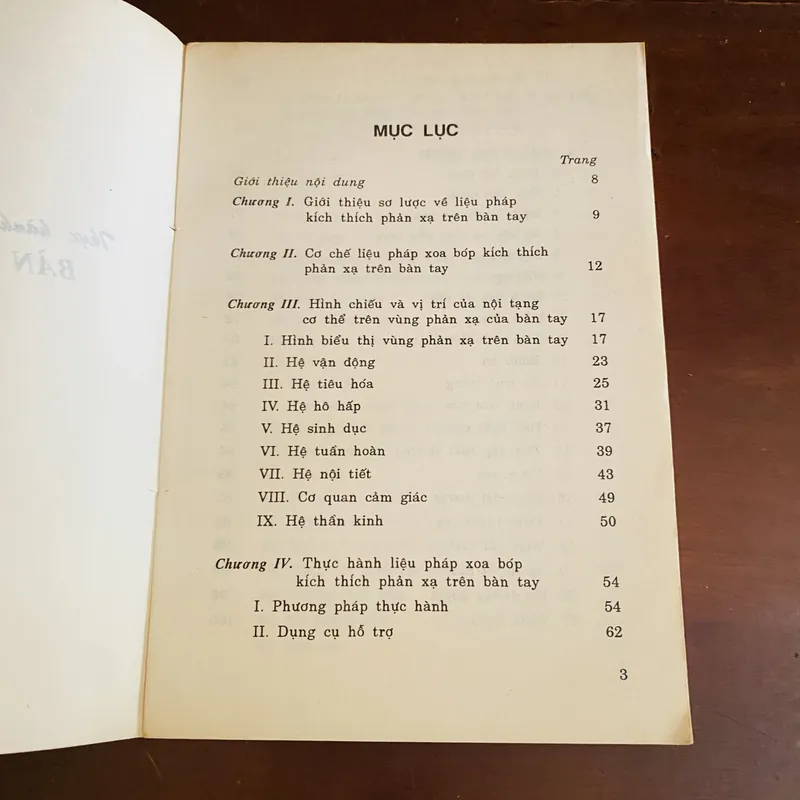 MỤC LỤC
Trang
Giới thiệu nội dung 8
Chương I. Giới thiệu sơ lược về liệu pháp
kích thích phản xạ trên bàn tay 9
Chương II. Cơ chế liệu pháp xoa bóp kích thích
phản xạ trên bàn tay 12
Chương III. Hình chiếu và vị trí của nội tạng
cơ thể trên vùng phản xạ của bàn tay 17
I. Hình biểu thị vùng phản xạ trên bàn tay 17
II. Hệ vận động 23
III. Hệ tiêu hóa 25
IV. Hệ hô hấp 31
V. Hệ sinh dục 37
VI. Hệ tuần hoàn 39
VII. Hệ nội tiết 43
VIII. Cơ quan cảm giác 49
IX. Hệ thần kinh 50
Chương IV. Thực hành liệu pháp xoa bóp
kích thích phản xạ trên bàn tay 54
I. Phương pháp thực hành 54
II. Dụng cụ hỗ trợ 62
3